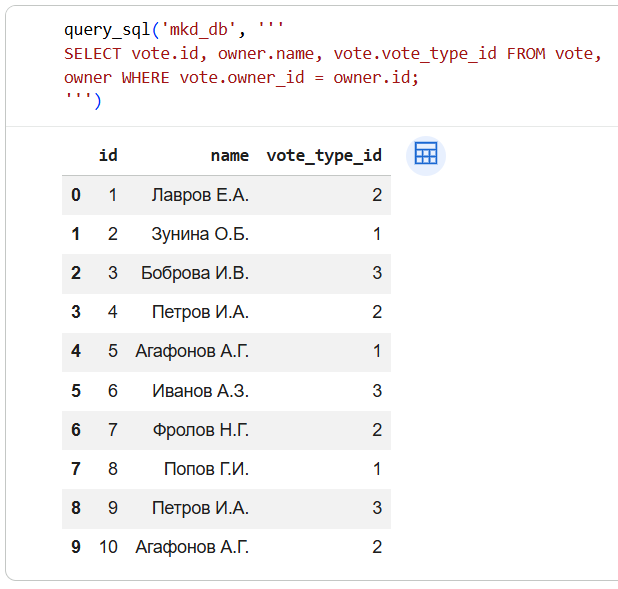 query_sql('mkd_db', '''
SELECT vote.id, owner.name, vote.vote_type_id FROM vote,
owner WHERE vote.owner_id = owner.id;
''')
id name vote_type_id
0 1 Лавров Е.А. 2
1 2 Зунина О.Б. 1
2 3 Боброва И.В. 3
3 4 Петров И.А. 2
4 5 Агафонов А.Г. 1
5 6 Иванов А.З. 3
6 7 Фролов Н.Г. 2
7 8 Попов Г.И. 1
8 9 Петров И.А. 3
9 10 Агафонов А.Г. 2